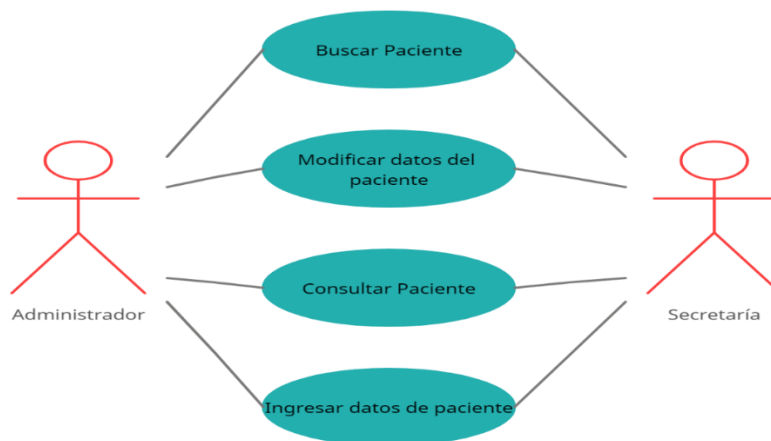 Buscar Paciente
Modificar datos del
paciente
Consultar Paciente
Administrador
Secretaría
Ingresar datos de paciente